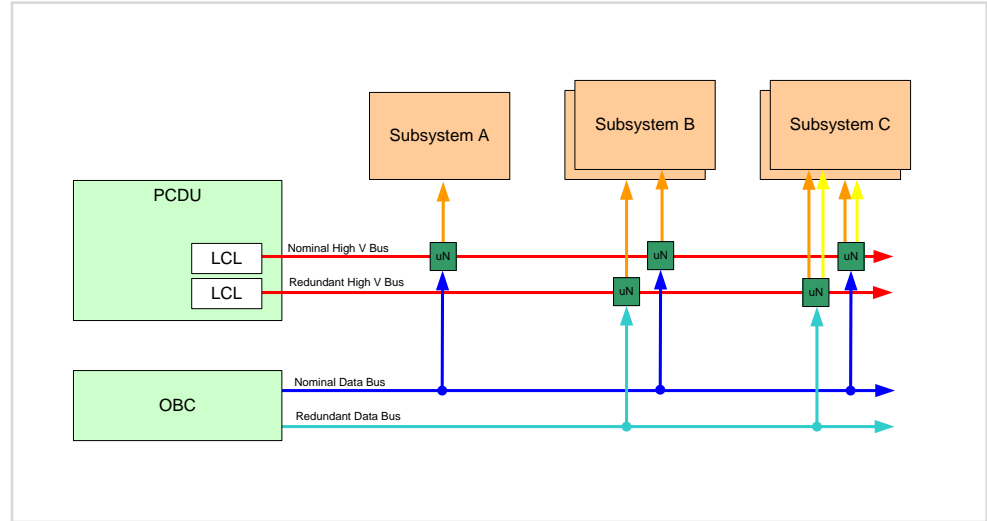 Subsystem A
Subsystem B
Subsystem C
PCDU
LCL
Nominal High V Bus
uN
uN
uN
LCL
Redundant High V Bus
uN
uN
OBC
Nominal Data Bus
Redundant Data Bus